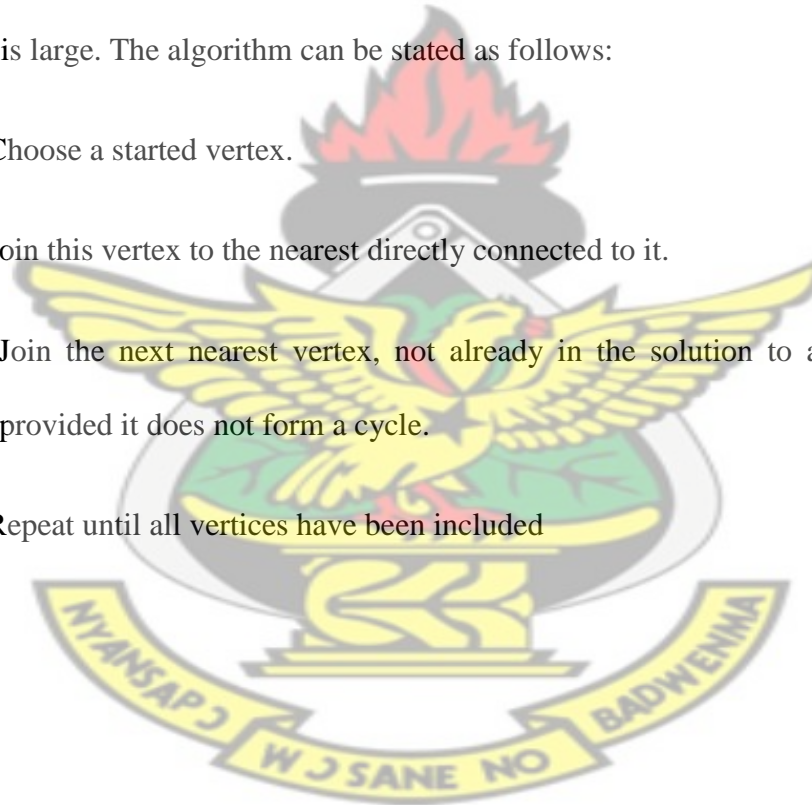 is large. The algorithm can be stated as follows:
Choose a started vertex.
oin this vertex to the nearest directly connected to it.
Join the next nearest vertex, not already in the solution to a
provided it does not form a cycle.
Repeat until all vertices have been included
NYANSAPƆ WƆSANE NO BADWENMA